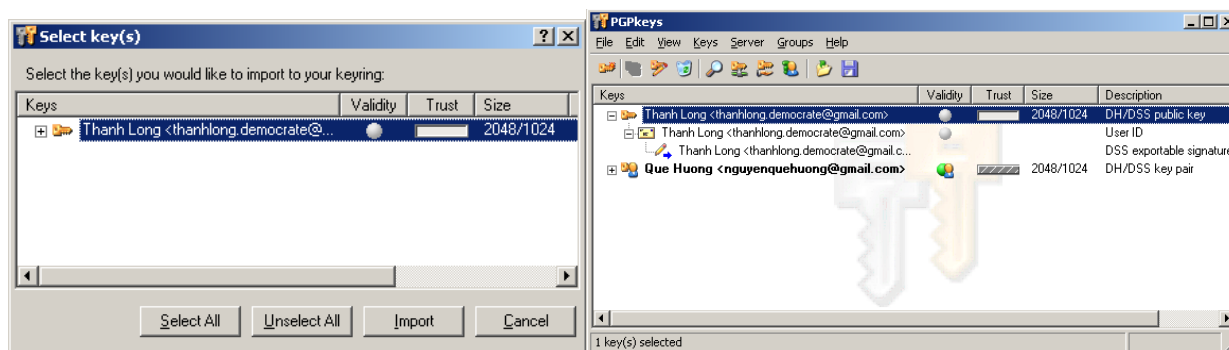 Select key(s)
Select the key(s) you would like to import to your keyring:
Keys Validity Trust Size
Thanh Long <thanhlong.democrate@... 2048/1024
Select All Unselect All Import Cancel
PGPkeys
File Edit View Keys Server Groups Help
Keys Validity Trust Size Description
Thanh Long <thanhlong.democrate@gmail.com> 2048/1024 DH/DSS public key
Thanh Long <thanhlong.democrate@gmail.com> User ID
Thanh Long <thanhlong.democrate@gmail.c... DSS exportable signature
Que Huong <nguyenquehuong@gmail.com> 2048/1024 DH/DSS key pair
1 key(s) selected